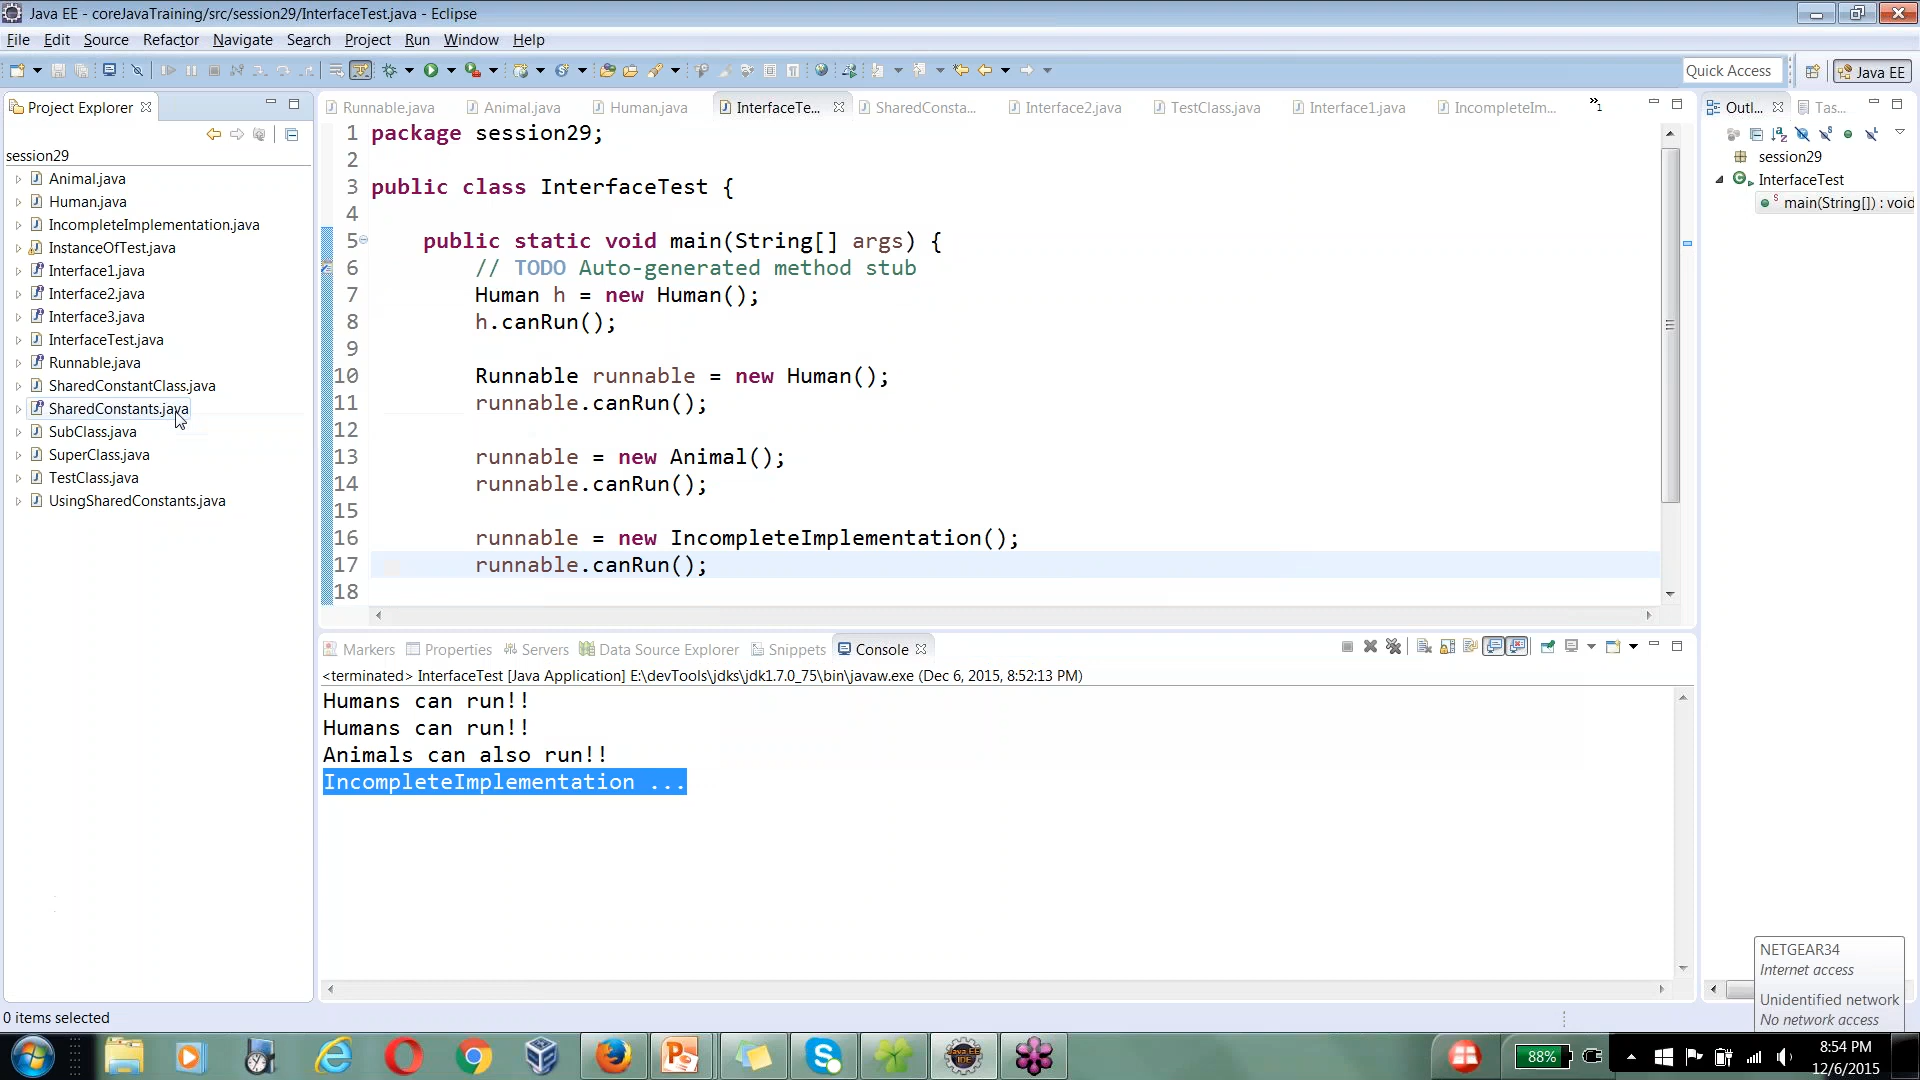 Java EE - coreJavaTraining/src/session29/InterfaceTest.java - Eclipse
File Edit Source Refactor Navigate Search Project Run Window Help
Quick Access
Java EE
Project Explorer
session29
Animal.java
Human.java
IncompleteImplementation.java
InstanceOfTest.java
Interface1.java
Interface2.java
Interface3.java
InterfaceTest.java
Runnable.java
SharedConstantClass.java
SharedConstants.java
SubClass.java
SuperClass.java
TestClass.java
UsingSharedConstants.java
Runnable.java Animal.java Human.java InterfaceTe... SharedConsta... Interface2.java TestClass.java Interface1.java IncompleteIm... »1
1 package session29;
2
3 public class InterfaceTest {
4
5 public static void main(String[] args) {
6 // TODO Auto-generated method stub
7 Human h = new Human();
8 h.canRun();
9
10 Runnable runnable = new Human();
11 runnable.canRun();
12
13 runnable = new Animal();
14 runnable.canRun();
15
16 runnable = new IncompleteImplementation();
17 runnable.canRun();
18
Outl... Tas...
session29
InterfaceTest
main(String[]) : void
Markers Properties Servers Data Source Explorer Snippets Console
<terminated> InterfaceTest [Java Application] E:\devTools\jdks\jdk1.7.0_75\bin\javaw.exe (Dec 6, 2015, 8:52:13 PM)
Humans can run!!
Humans can run!!
Animals can also run!!
IncompleteImplementation ...
NETGEAR34
Internet access
Unidentified network
No network access
0 items selected
88%
8:54 PM
12/6/2015